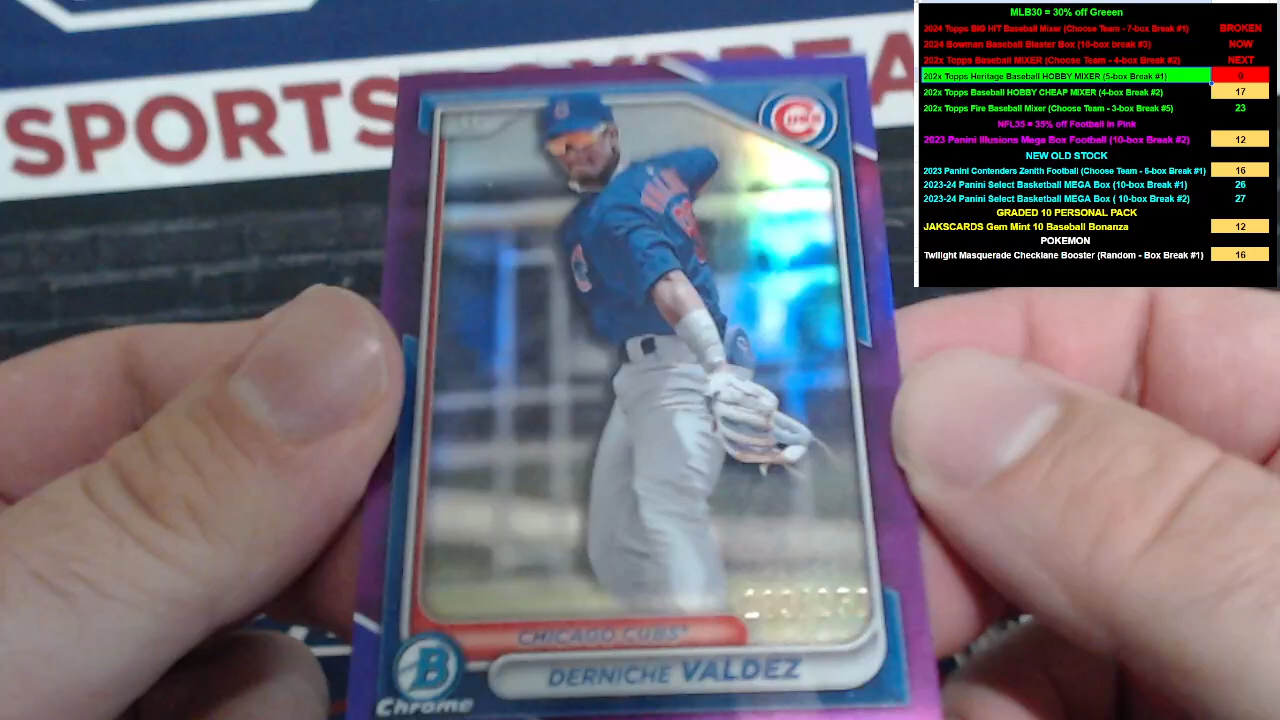 MLB30 = 30% off Greeen
2024 Topps BIG HIT Baseball Mixer (Choose Team - 7-box Break #1) BROKEN
2024 Bowman Baseball Blaster Box (10-box break #3) NOW
202x Topps Baseball MIXER (Choose Team - 4-box Break #2) NEXT
202x Topps Heritage Baseball HOBBY MIXER (5-box Break #1) 0
202x Topps Baseball HOBBY CHEAP MIXER (4-box Break #2) 17
202x Topps Fire Baseball Mixer (Choose Team - 3-box Break #5) 23
NFL35 = 35% off Football in Pink
2023 Panini Illusions Mega Box Football (10-box Break #2) 12
NEW OLD STOCK
2023 Panini Contenders Zenith Football (Choose Team - 6-box Break #1) 16
2023-24 Panini Select Basketball MEGA Box (10-box Break #1) 26
2023-24 Panini Select Basketball MEGA Box ( 10-box Break #2) 27
GRADED 10 PERSONAL PACK
JAKSCARDS Gem Mint 10 Baseball Bonanza 12
POKEMON
Twilight Masquerade Checklane Booster (Random - Box Break #1) 16
SPORTS
CUBS
CHICAGO CUBS
B
Chrome
DERNICHE VALDEZ